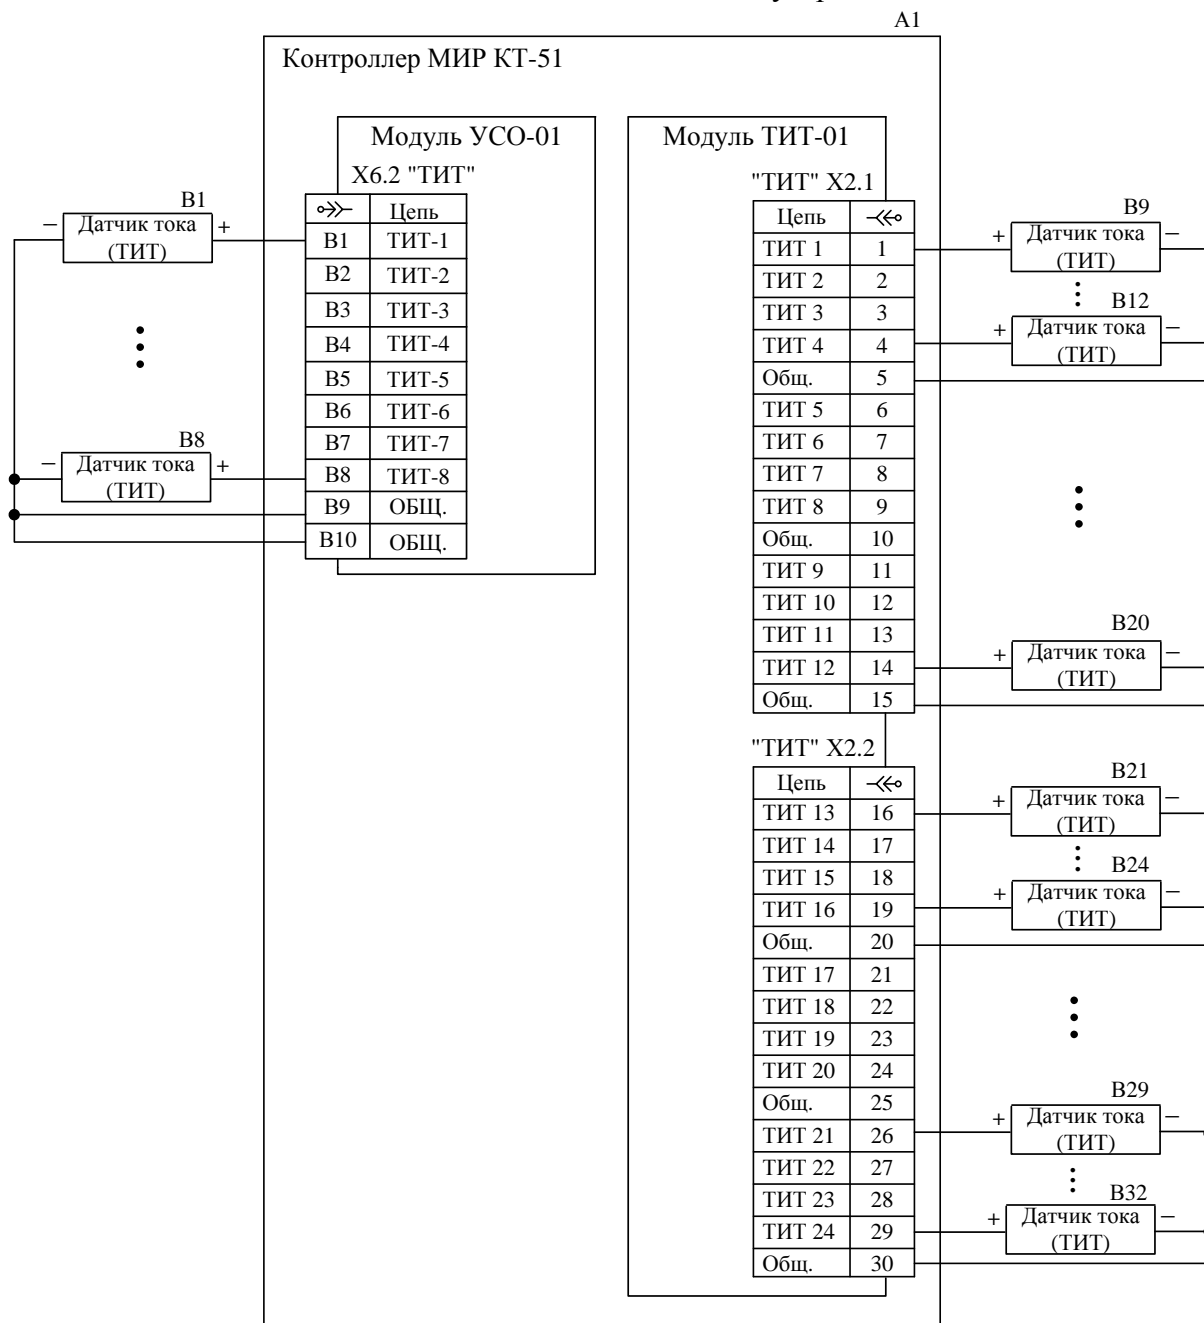 A1
Контроллер МИР КТ-51
Модуль УСО-01
X6.2 "ТИТ"
Цепь
B1 ТИТ-1
B2 ТИТ-2
B3 ТИТ-3
B4 ТИТ-4
B5 ТИТ-5
B6 ТИТ-6
B7 ТИТ-7
B8 ТИТ-8
B9 ОБЩ.
B10 ОБЩ.
B1
− Датчик тока +
(ТИТ)
B8
− Датчик тока +
(ТИТ)
Модуль ТИТ-01
"ТИТ" X2.1
Цепь
ТИТ 1 1
ТИТ 2 2
ТИТ 3 3
ТИТ 4 4
Общ. 5
ТИТ 5 6
ТИТ 6 7
ТИТ 7 8
ТИТ 8 9
Общ. 10
ТИТ 9 11
ТИТ 10 12
ТИТ 11 13
ТИТ 12 14
Общ. 15
"ТИТ" X2.2
Цепь
ТИТ 13 16
ТИТ 14 17
ТИТ 15 18
ТИТ 16 19
Общ. 20
ТИТ 17 21
ТИТ 18 22
ТИТ 19 23
ТИТ 20 24
Общ. 25
ТИТ 21 26
ТИТ 22 27
ТИТ 23 28
ТИТ 24 29
Общ. 30
B9
+ Датчик тока −
(ТИТ)
B12
+ Датчик тока −
(ТИТ)
B20
+ Датчик тока −
(ТИТ)
B21
+ Датчик тока −
(ТИТ)
B24
+ Датчик тока −
(ТИТ)
B29
+ Датчик тока −
(ТИТ)
B32
+ Датчик тока −
(ТИТ)